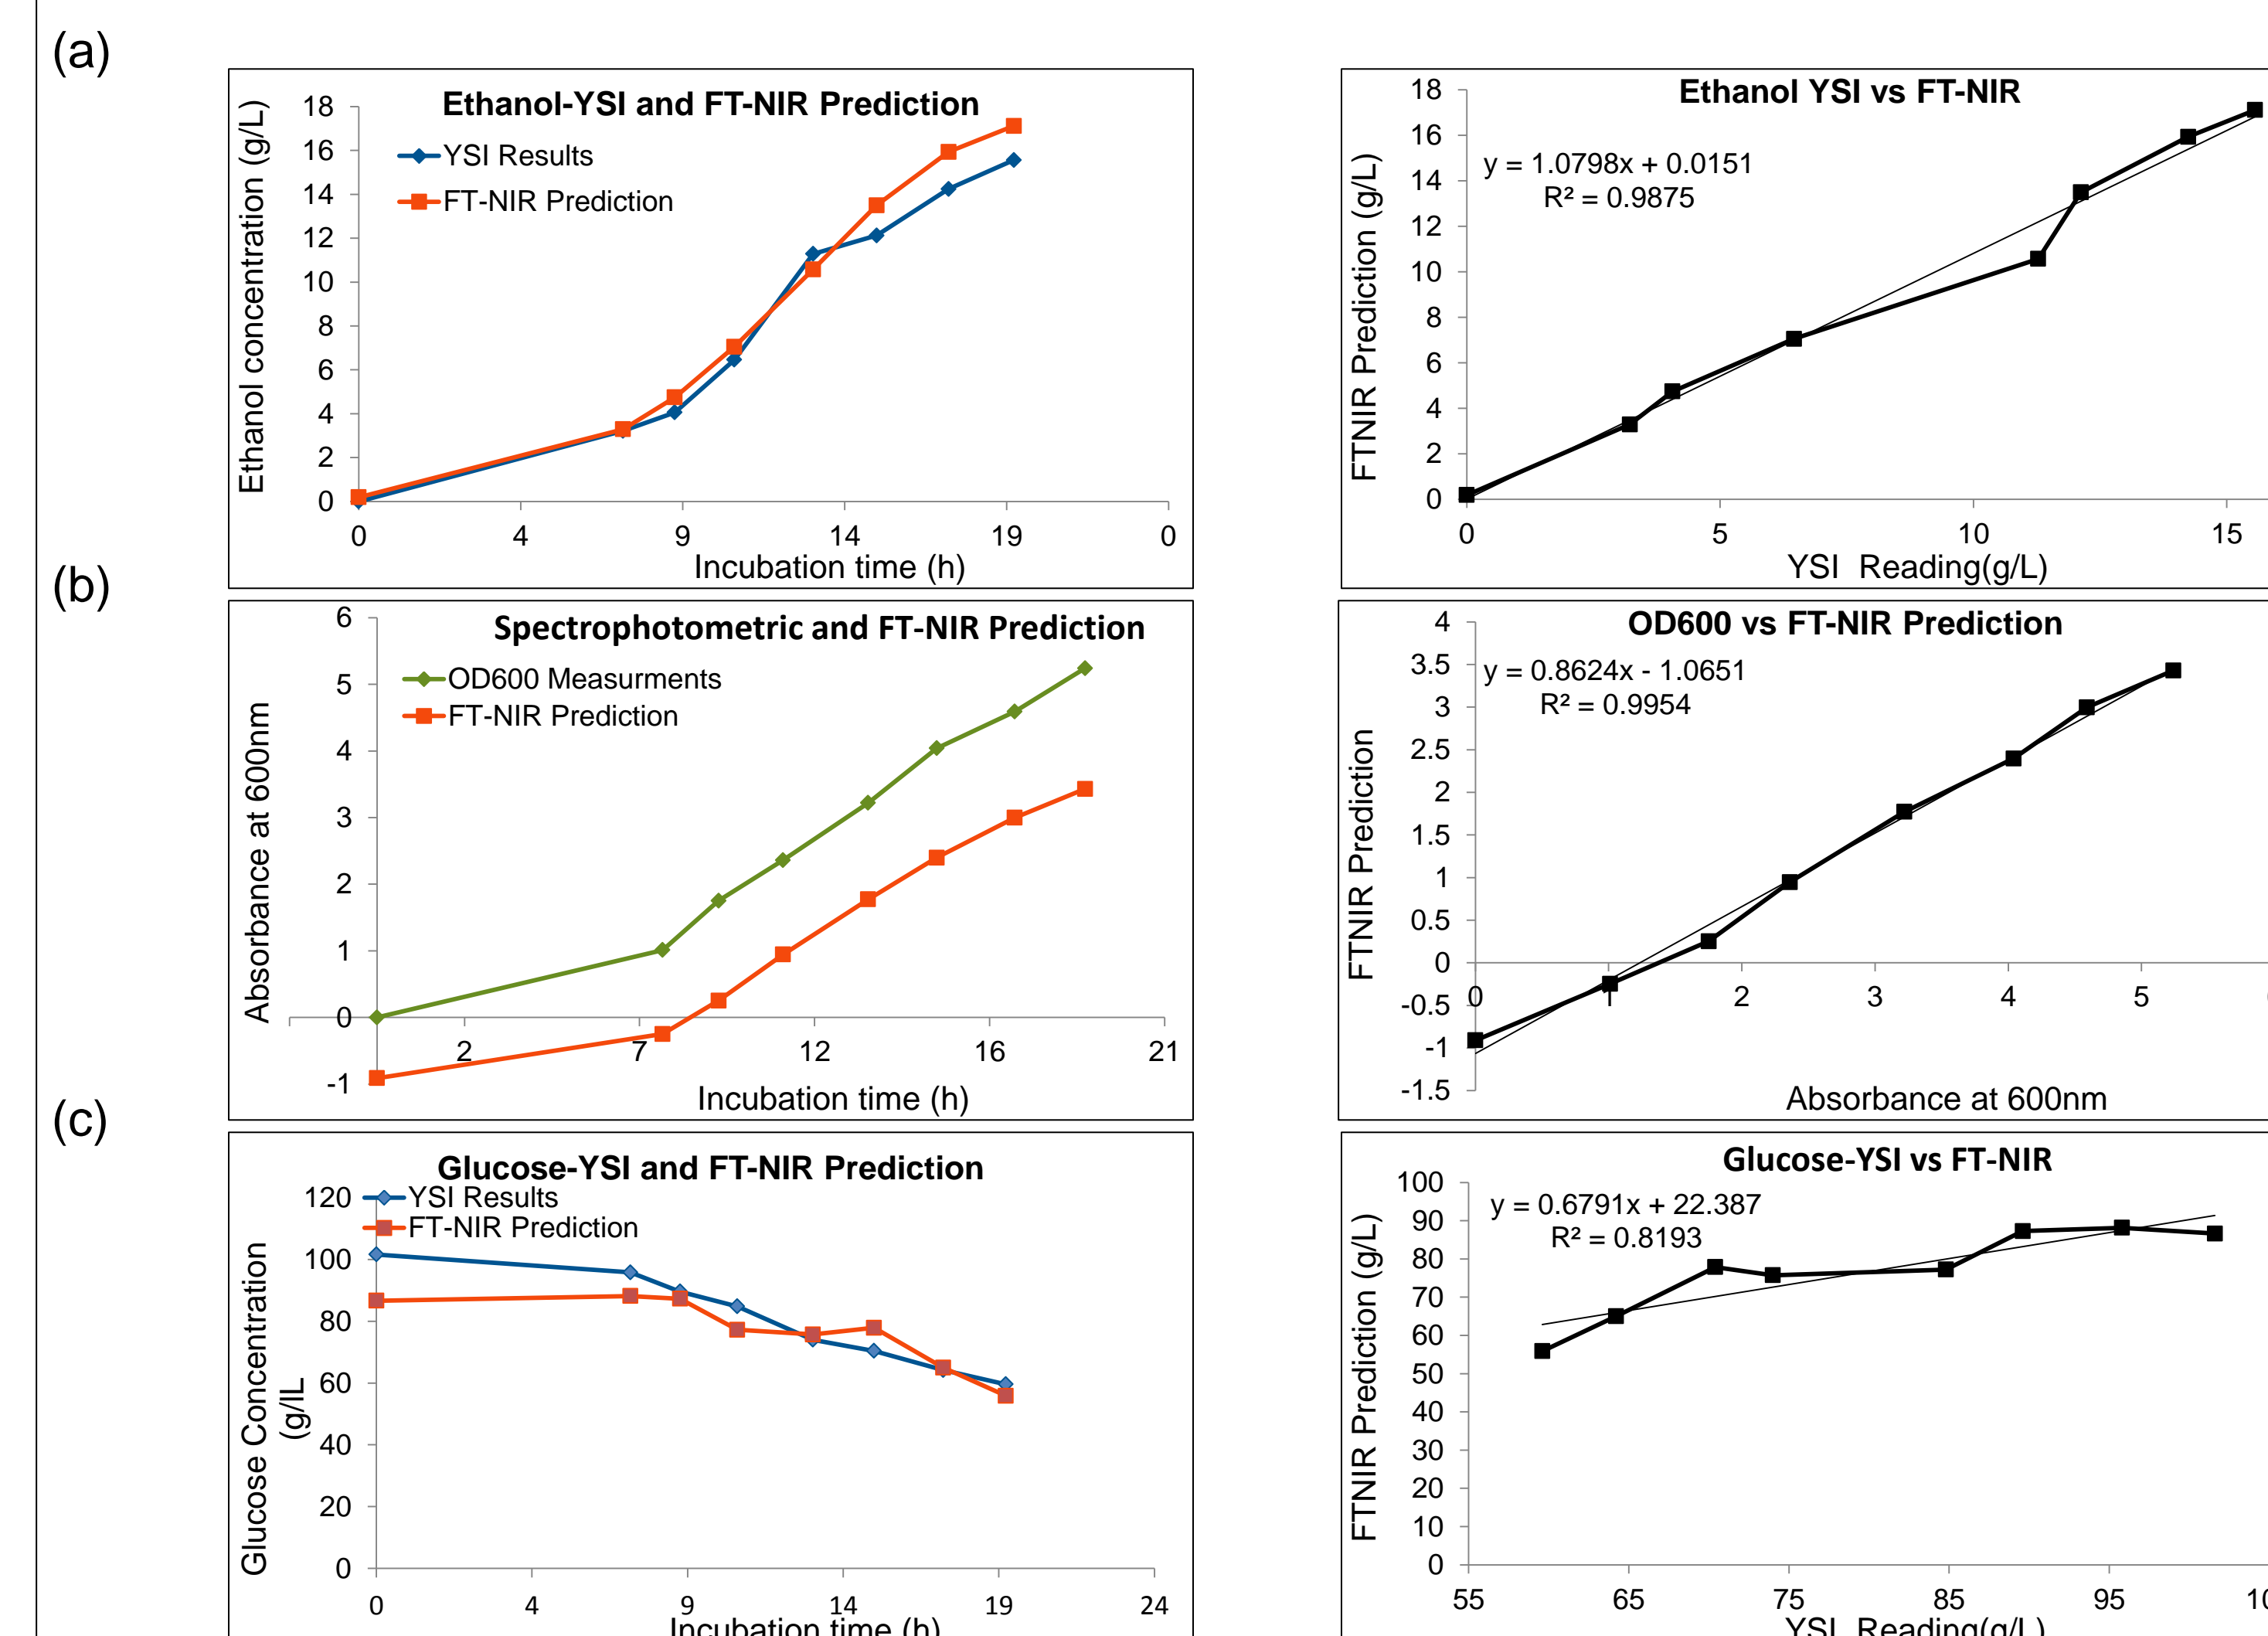 (a)
Ethanol-YSI and FT-NIR Prediction
YSI Results
FT-NIR Prediction
Ethanol concentration (g/L)
18
16
14
12
10
8
6
4
2
0
0 4 9 14 19 0
Incubation time (h)
Ethanol YSI vs FT-NIR
y = 1.0798x + 0.0151
R² = 0.9875
FTNIR Prediction (g/L)
18
16
14
12
10
8
6
4
2
0
0 5 10 15
YSI Reading(g/L)
(b)
Spectrophotometric and FT-NIR Prediction
OD600 Measurments
FT-NIR Prediction
Absorbance at 600nm
6
5
4
3
2
1
0
-1
2 7 12 16 21
Incubation time (h)
OD600 vs FT-NIR Prediction
y = 0.8624x - 1.0651
R² = 0.9954
FTNIR Prediction
4
3.5
3
2.5
2
1.5
1
0.5
0
-0.5
-1
-1.5
0 1 2 3 4 5
Absorbance at 600nm
(c)
Glucose-YSI and FT-NIR Prediction
YSI Results
FT-NIR Prediction
Glucose Concentration
(g/lL
120
100
80
60
40
20
0
0 4 9 14 19 24
Incubation time (h)
Glucose-YSI vs FT-NIR
y = 0.6791x + 22.387
R² = 0.8193
FTNIR Prediction (g/L)
100
90
80
70
60
50
40
30
20
10
0
55 65 75 85 95
YSI Reading(g/L)